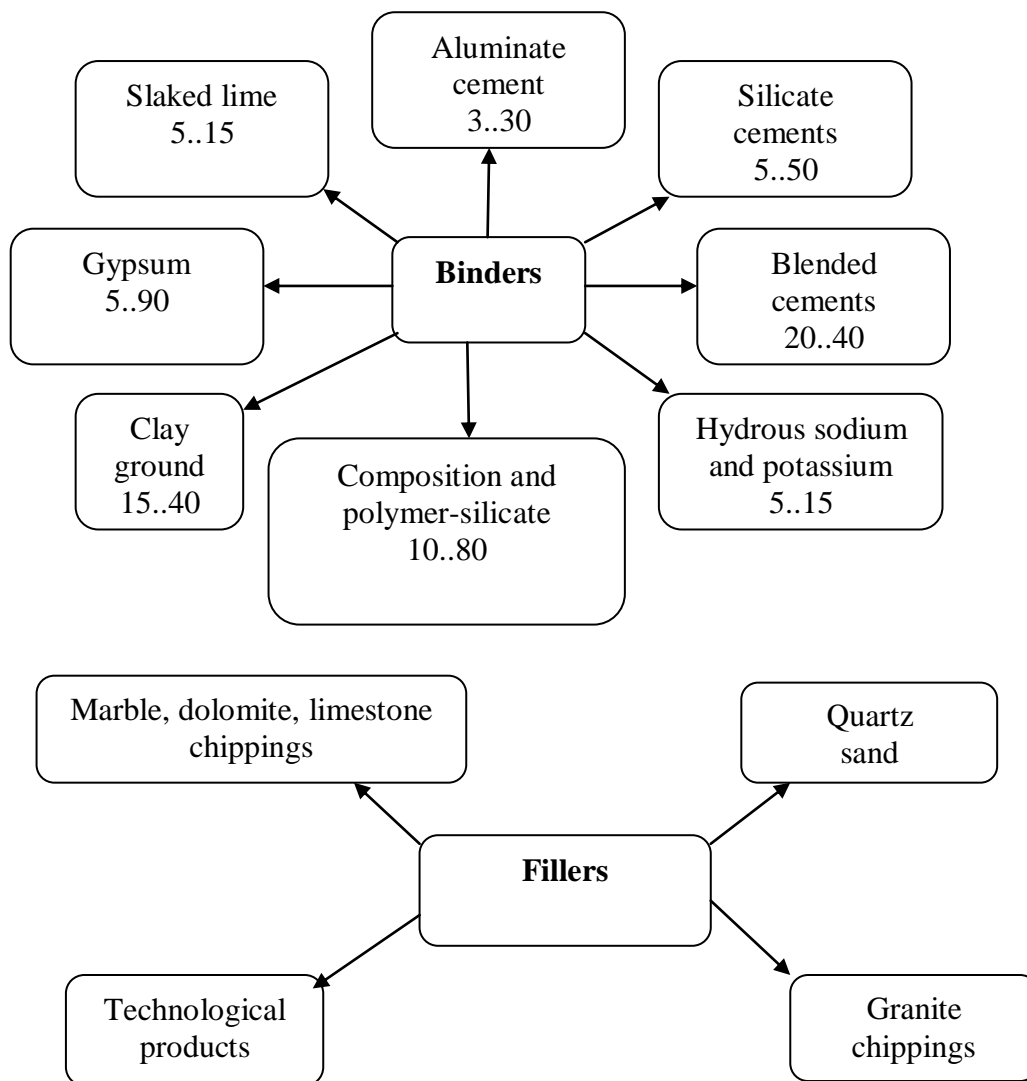 Aluminate
cement
3..30
Slaked lime
5..15
Silicate
cements
5..50
Gypsum
5..90
Binders
Blended
cements
20..40
Clay
ground
15..40
Composition and
polymer-silicate
10..80
Hydrous sodium
and potassium
5..15
Marble, dolomite, limestone
chippings
Quartz
sand
Fillers
Technological
products
Granite
chippings